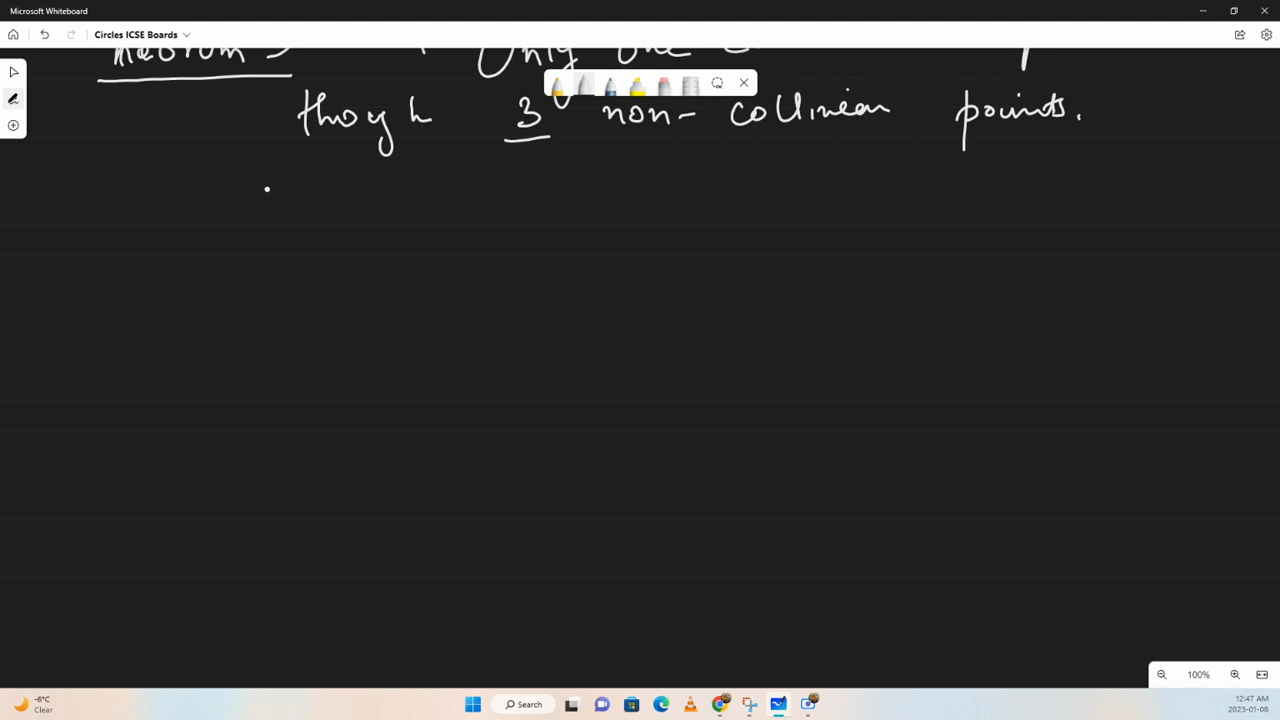 Microsoft Whiteboard
Circles ICSE Boards
Only one
though 3 non-collinear points.
100%
-6°C
Clear
Search
12:47 AM
2023-01-08